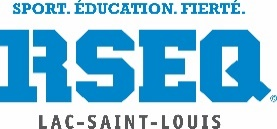 SPORT. ÉDUCATION. FIERTÉ.
RSEQ©
LAC-SAINT-LOUIS